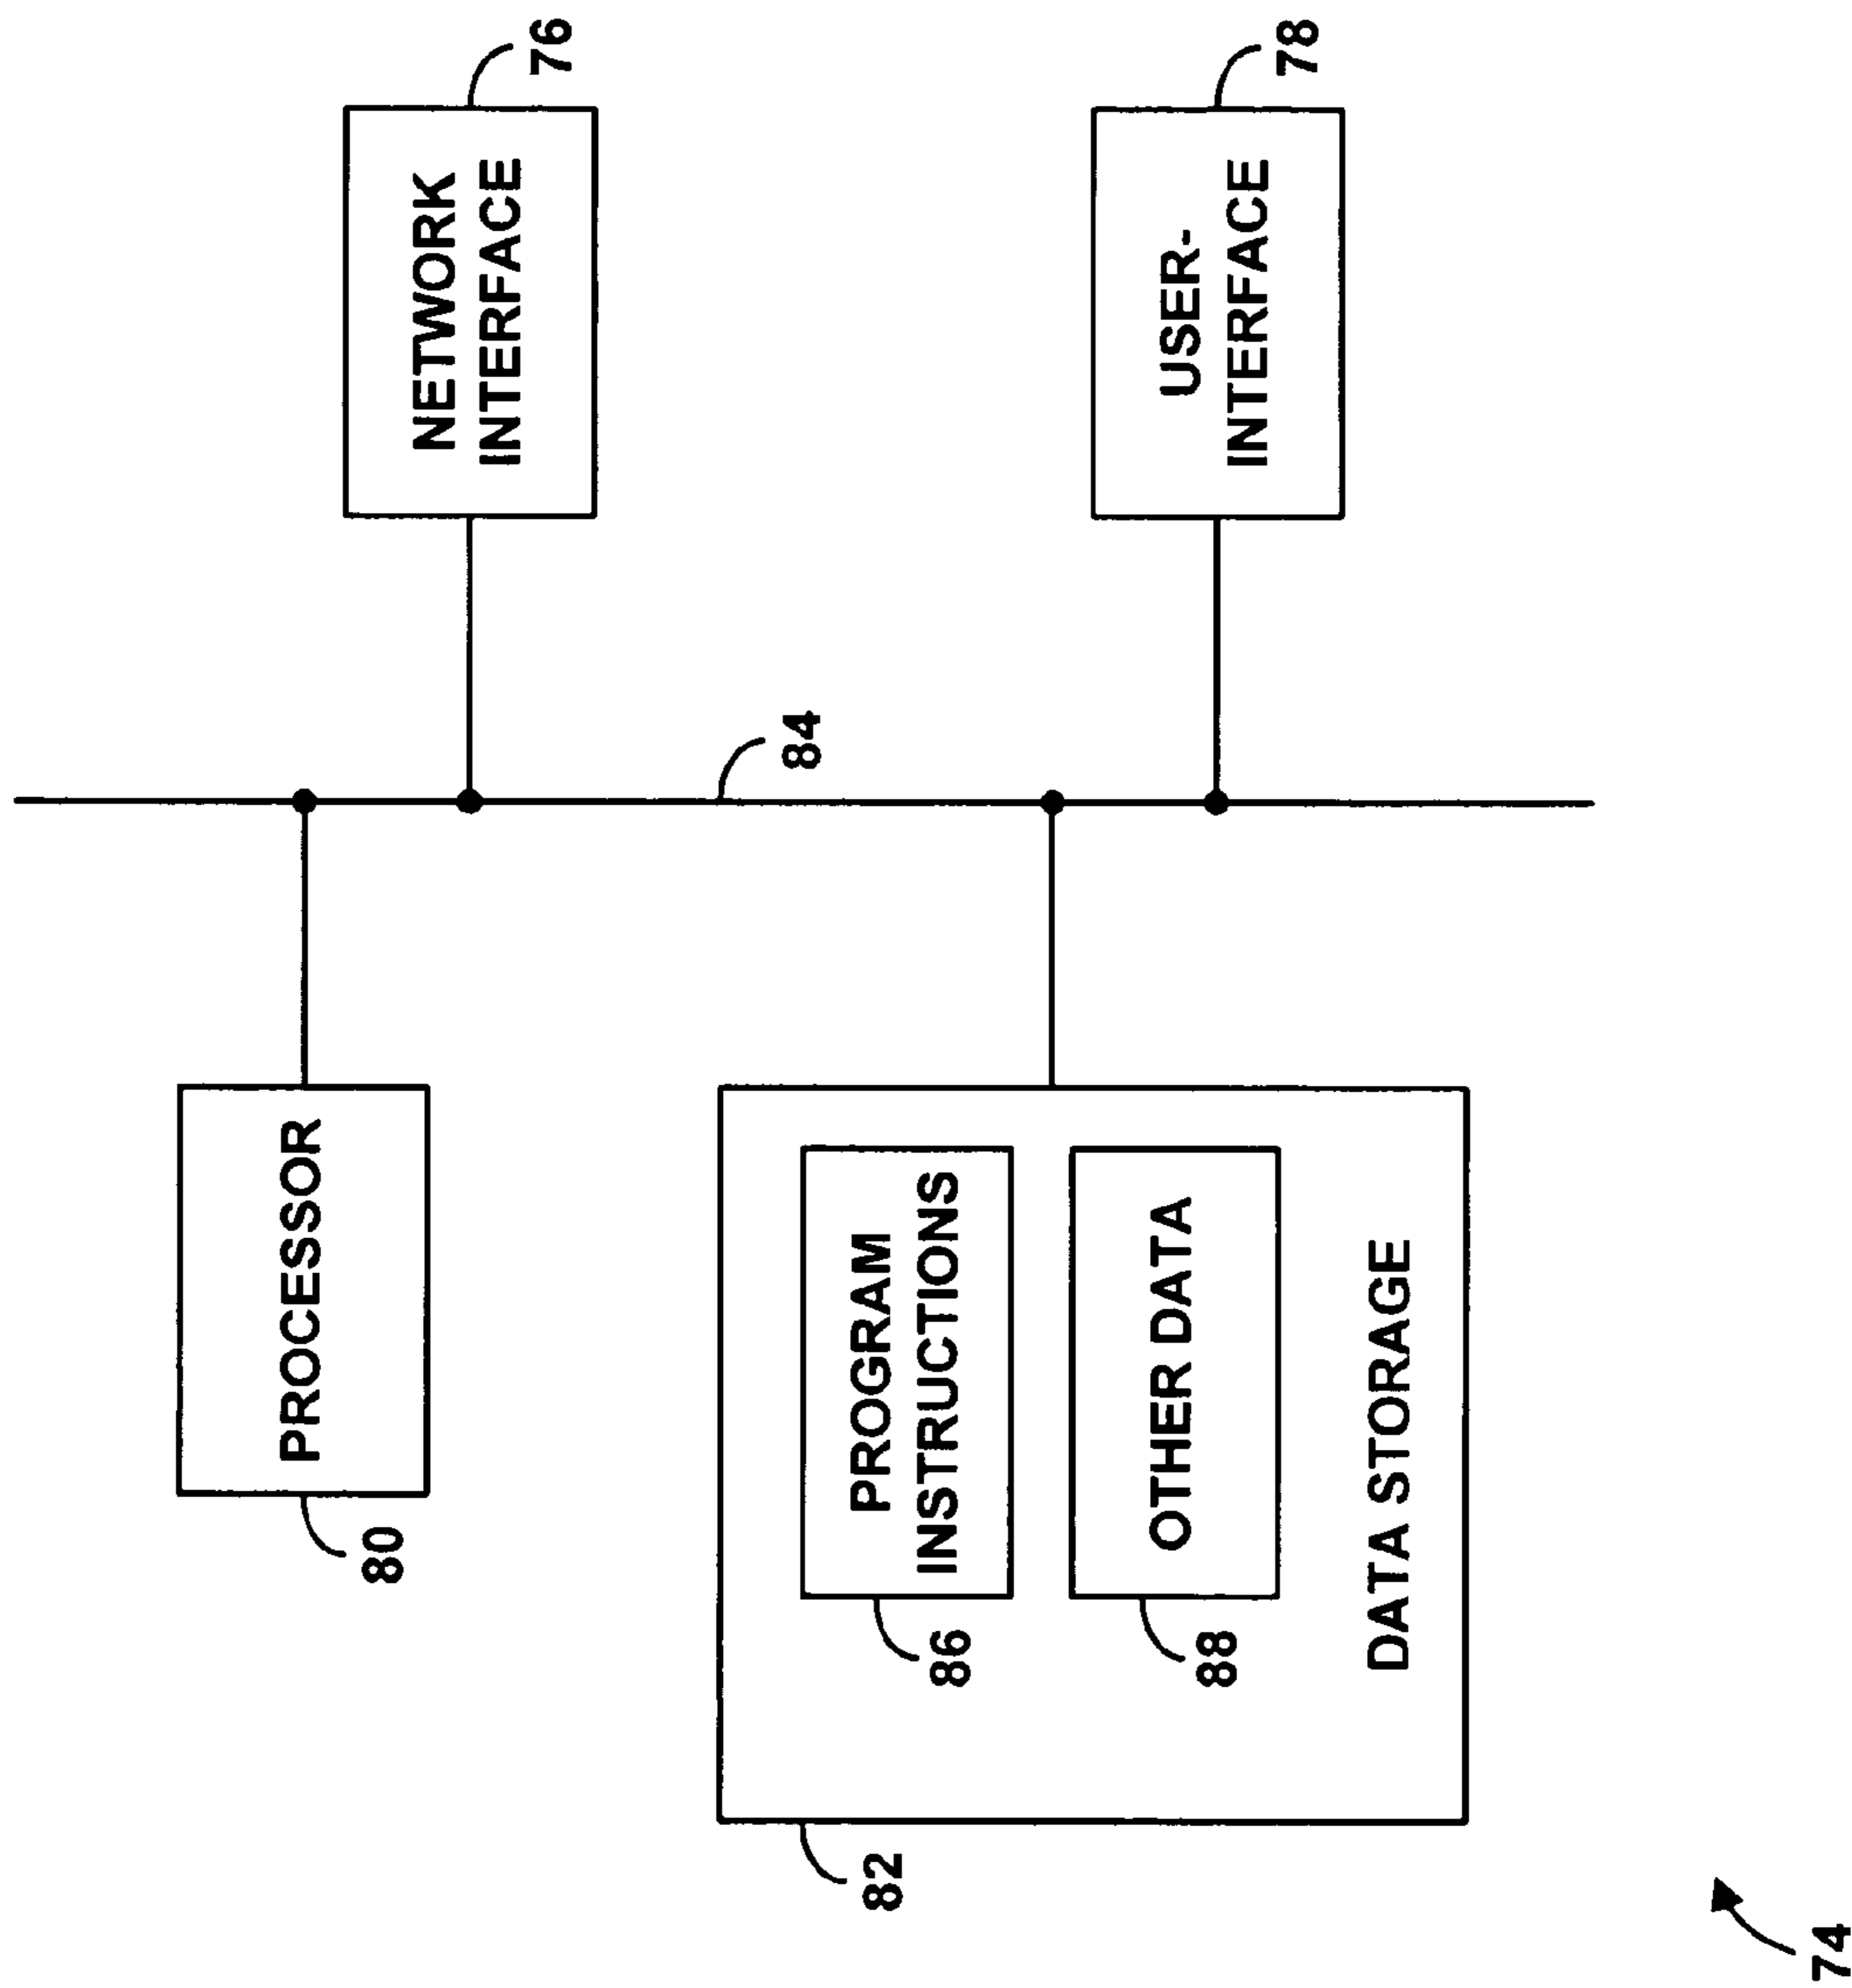 PROCESSOR
80
NETWORK
INTERFACE
76
84
PROGRAM
INSTRUCTIONS
86
OTHER DATA
88
DATA STORAGE
82
USER-
INTERFACE
78
74